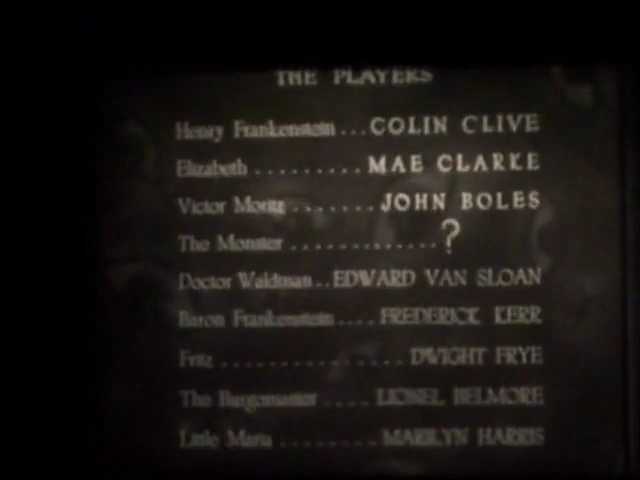 THE PLAYERS
Henry Frankenstein ... COLIN CLIVE
Elizabeth ......... MAE CLARKE
Victor Moritz ....... JOHN BOLES
The Monster ............. ?
Doctor Waldman .. EDWARD VAN SLOAN
Baron Frankenstein .... FREDERICK KERR
Fritz ................. DWIGHT FRYE
The Burgomaster .... LIONEL BELMORE
Little Maria ........ MARILYN HARRIS